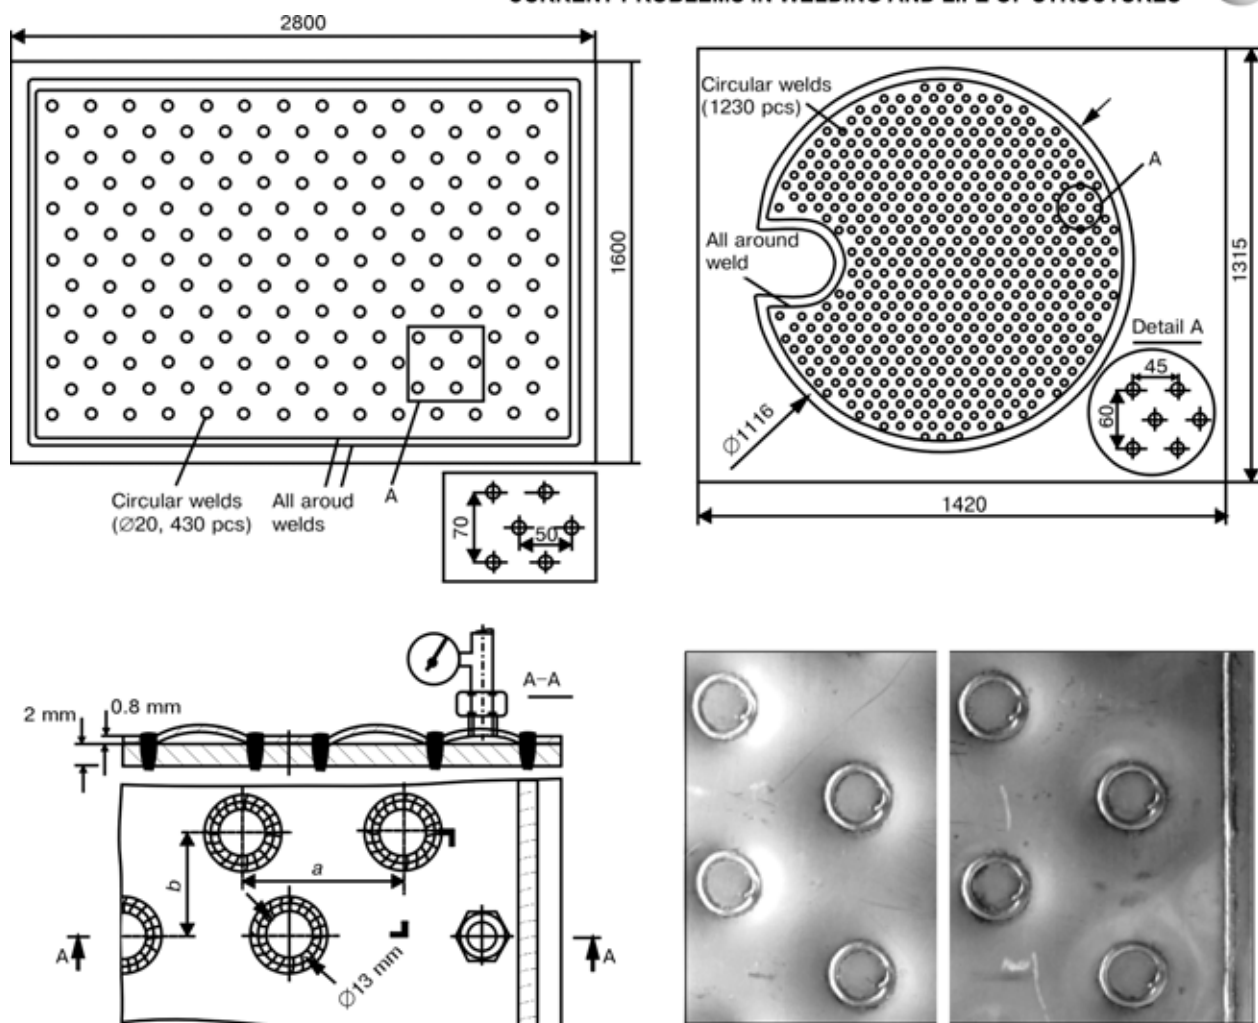 CURRENT PROBLEMS IN WELDING AND LIFE OF STRUCTURES
2800
1600
Circular welds
(∅20, 430 pcs)
All aroud
welds
A
70
50
Circular welds
(1230 pcs)
A
All around
weld
1315
Detail A
45
60
∅1116
1420
A–A
2 mm
0.8 mm
b
a
A
A
∅13 mm